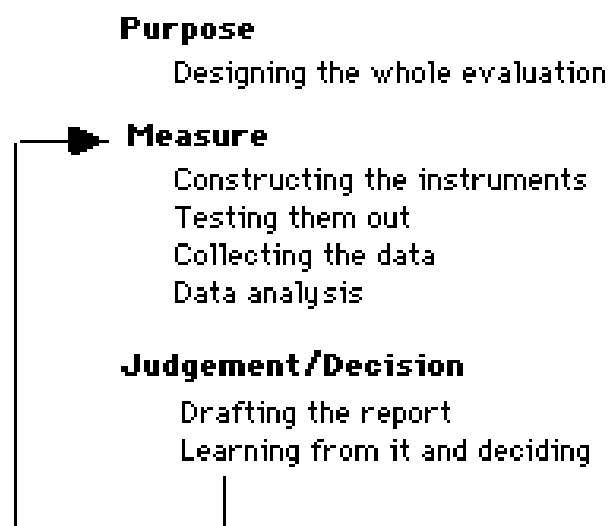 Purpose
Designing the whole evaluation
Measure
Constructing the instruments
Testing them out
Collecting the data
Data analysis
Judgement/Decision
Drafting the report
Learning from it and deciding